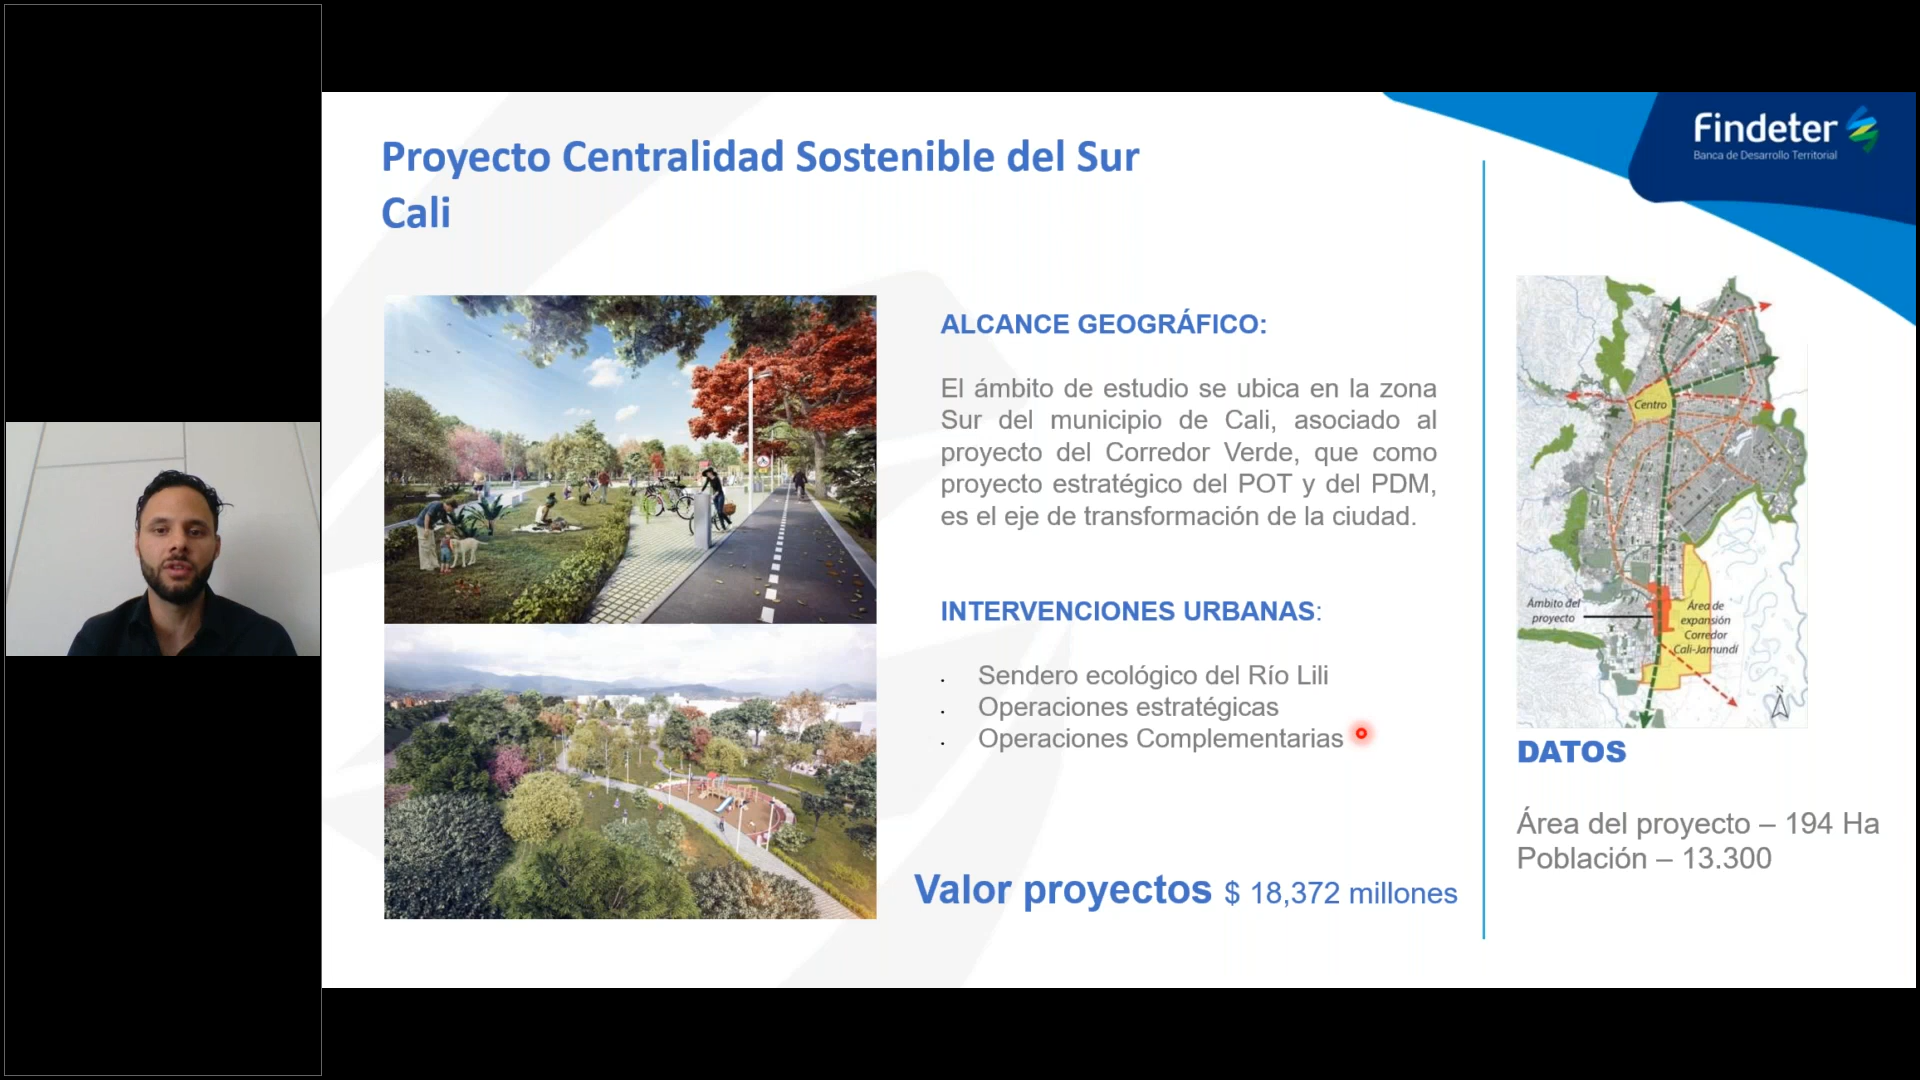 Findeter
Banca de Desarrollo Territorial
Proyecto Centralidad Sostenible del Sur
Cali
ALCANCE GEOGRÁFICO:
El ámbito de estudio se ubica en la zona
Sur del municipio de Cali, asociado al
proyecto del Corredor Verde, que como
proyecto estratégico del POT y del PDM,
es el eje de transformación de la ciudad.
INTERVENCIONES URBANAS:
Sendero ecológico del Río Lili
Operaciones estratégicas
Operaciones Complementarias
Valor proyectos $ 18,372 millones
Centro
Ámbito del
proyecto
Área de
expansión
Corredor
Cali-Jamundí
N
DATOS
Área del proyecto – 194 Ha
Población – 13.300